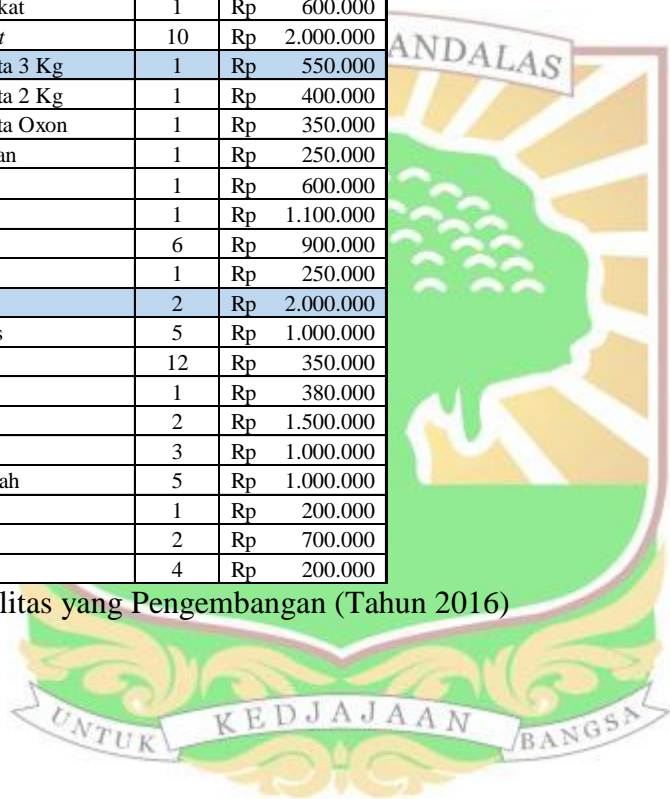 kat 1 Rp 600.000
t 10 Rp 2.000.000
ta 3 Kg 1 Rp 550.000
ta 2 Kg 1 Rp 400.000
ta Oxon 1 Rp 350.000
an 1 Rp 250.000
1 Rp 600.000
1 Rp 1.100.000
6 Rp 900.000
1 Rp 250.000
2 Rp 2.000.000
s 5 Rp 1.000.000
12 Rp 350.000
1 Rp 380.000
2 Rp 1.500.000
3 Rp 1.000.000
ah 5 Rp 1.000.000
1 Rp 200.000
2 Rp 700.000
4 Rp 200.000
ANDALAS
litas yang Pengembangan (Tahun 2016)
UNTUK KEDJAJAAN BANGSA